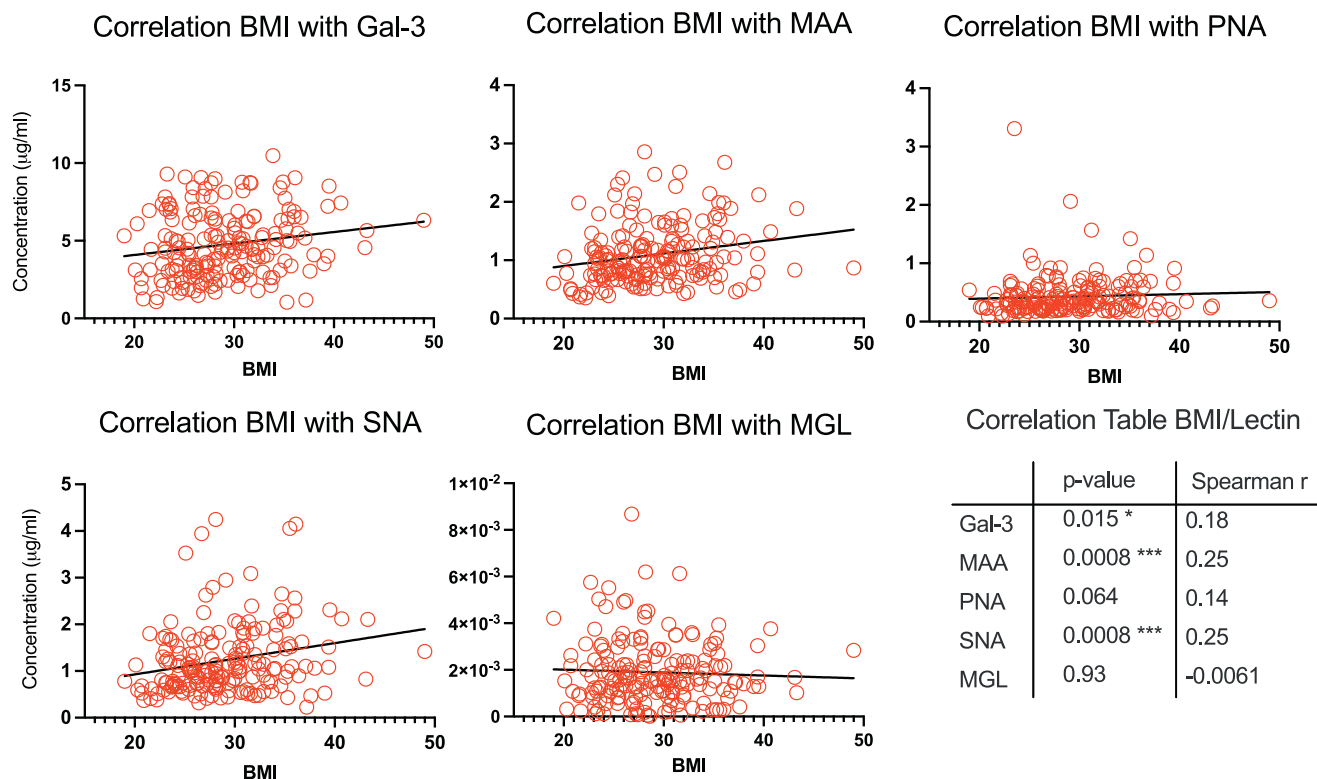 Correlation BMI with Gal-3
Correlation BMI with MAA
Correlation BMI with PNA
Concentration (µg/ml)
15
10
5
0
20 30 40 50
BMI
4
3
2
1
0
20 30 40 50
BMI
4
3
2
1
0
20 30 40 50
BMI
Correlation BMI with SNA
Correlation BMI with MGL
Correlation Table BMI/Lectin
Concentration (µg/ml)
5
4
3
2
1
0
20 30 40 50
BMI
1×10-2
8×10-3
6×10-3
4×10-3
2×10-3
0
20 30 40 50
BMI
p-value Spearman r
Gal-3 0.015 * 0.18
MAA 0.0008 *** 0.25
PNA 0.064 0.14
SNA 0.0008 *** 0.25
MGL 0.93 -0.0061